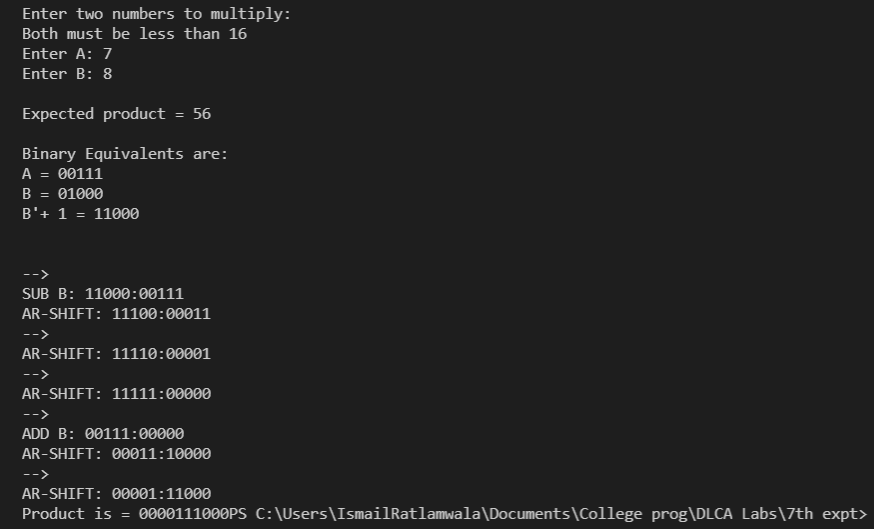 Enter two numbers to multiply:
Both must be less than 16
Enter A: 7
Enter B: 8
Expected product = 56
Binary Equivalents are:
A = 00111
B = 01000
B'+ 1 = 11000
-->
SUB B: 11000:00111
AR-SHIFT: 11100:00011
-->
AR-SHIFT: 11110:00001
-->
AR-SHIFT: 11111:00000
-->
ADD B: 00111:00000
AR-SHIFT: 00011:10000
-->
AR-SHIFT: 00001:11000
Product is = 0000111000PS C:\Users\IsmailRatlamwala\Documents\College prog\DLCA Labs\7th expt>